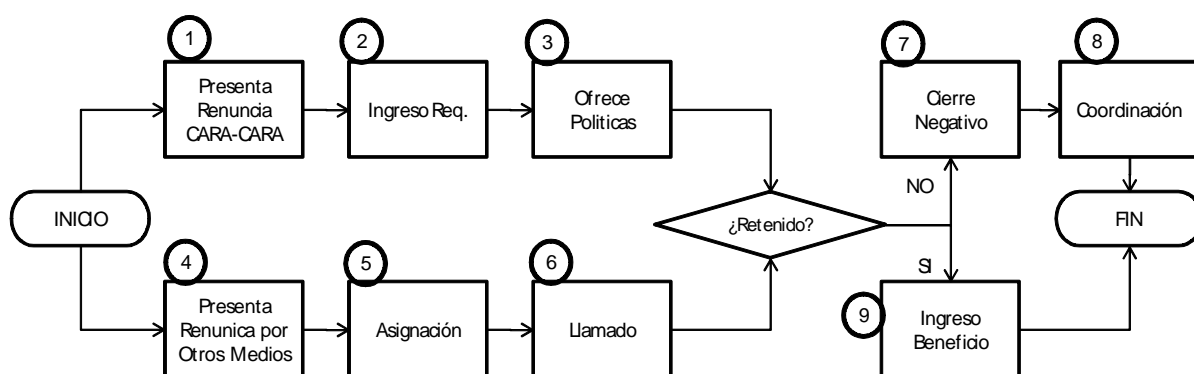 1
Presenta
Renuncia
CARA-CARA
2
Ingreso Req.
3
Ofrece
Politicas
7
Cierre
Negativo
8
Coordinación
INICIO
¿Retenido?
NO
SI
FIN
4
Presenta
Renunica por
Otros Medios
5
Asignación
6
Llamado
9
Ingreso
Beneficio